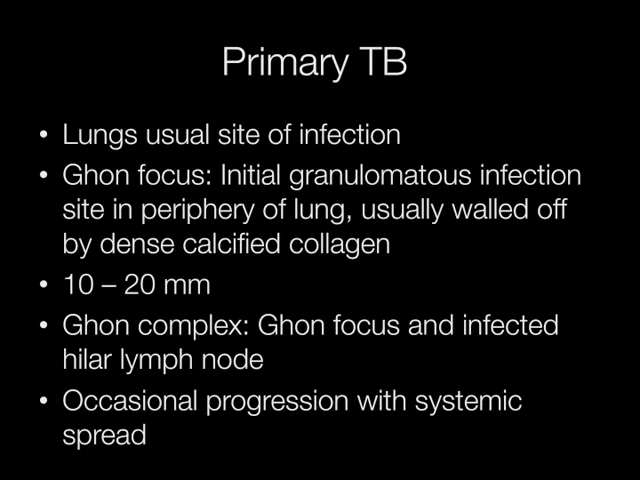 Primary TB
• Lungs usual site of infection
• Ghon focus: Initial granulomatous infection
site in periphery of lung, usually walled off
by dense calcified collagen
• 10 – 20 mm
• Ghon complex: Ghon focus and infected
hilar lymph node
• Occasional progression with systemic
spread